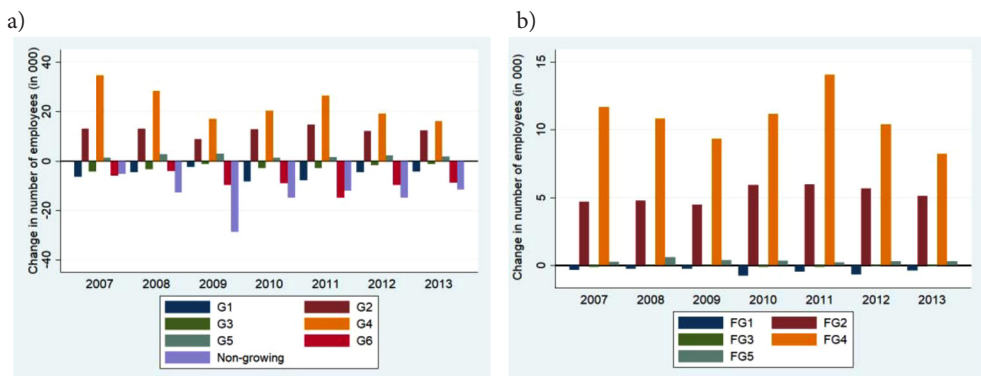 a)
Change in number of employees (in 000)
40
20
0
-20
-40
2007 2008 2009 2010 2011 2012 2013
G1 G2
G3 G4
G5 G6
Non-growing
b)
Change in number of employees (in 000)
15
10
5
0
2007 2008 2009 2010 2011 2012 2013
FG1 FG2
FG3 FG4
FG5